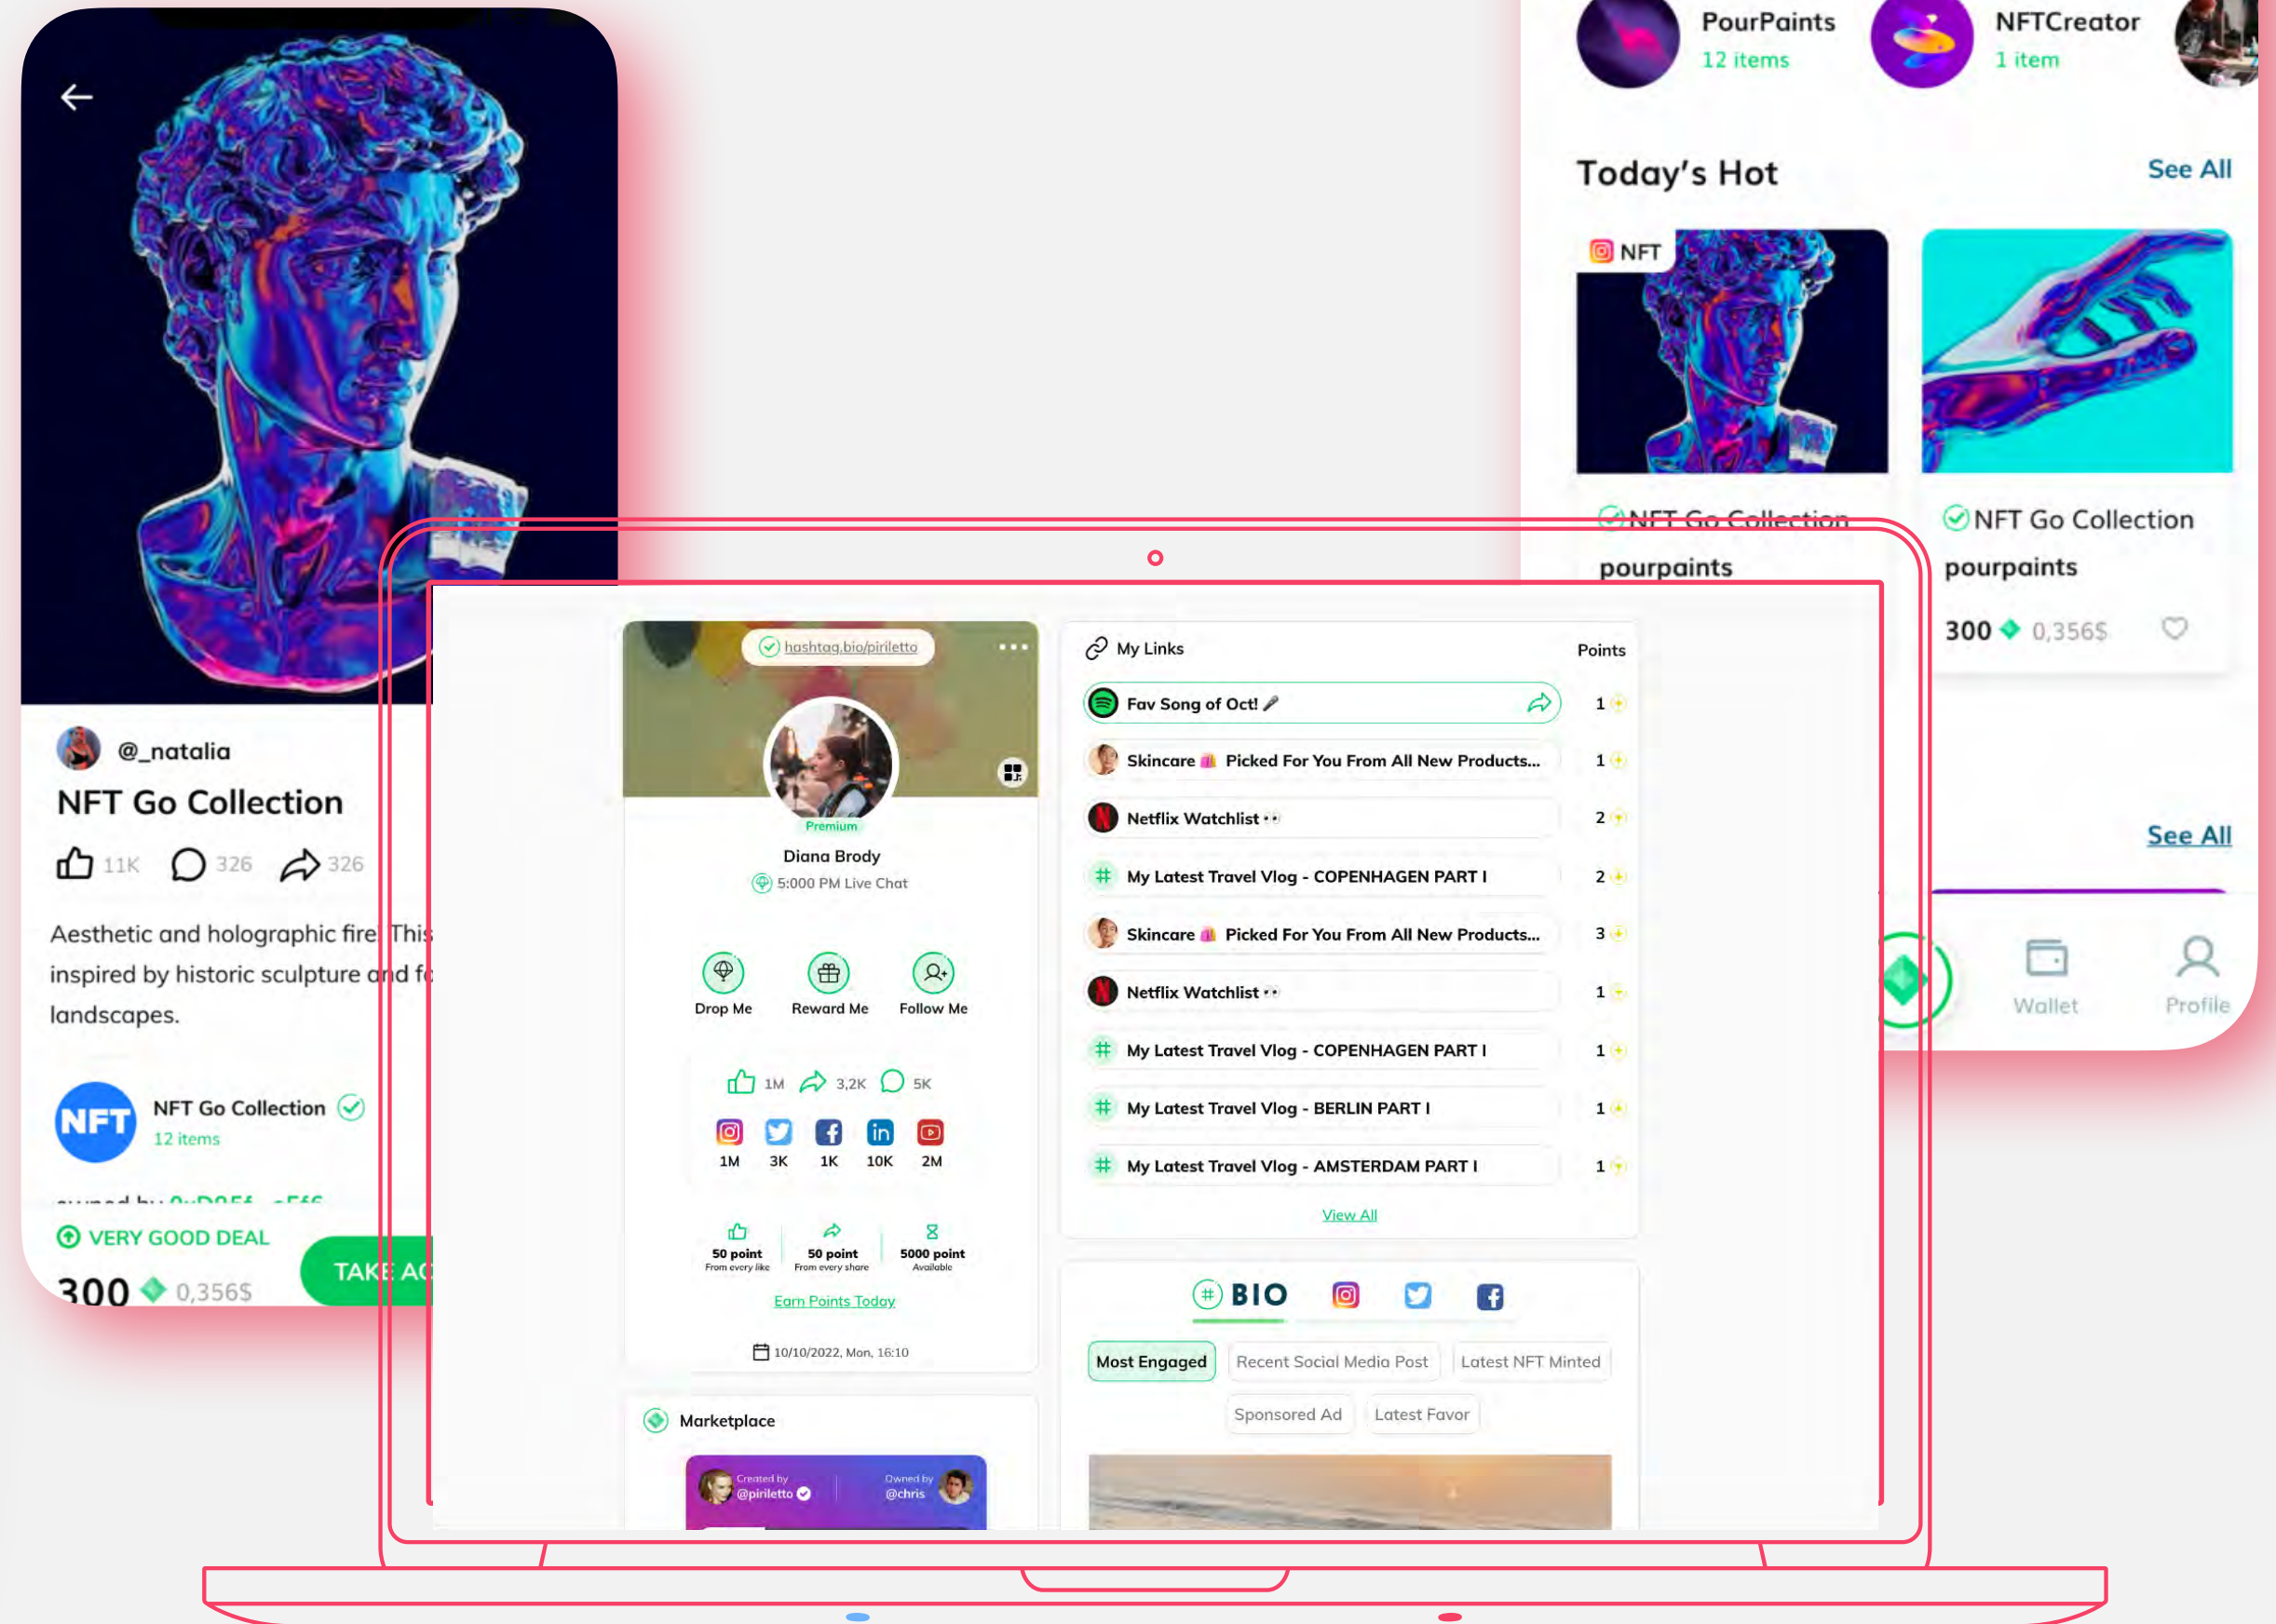 @_natalia
NFT Go Collection
11K 326 326
Aesthetic and holographic fire! This
inspired by historic sculpture and fo
landscapes.
NFT
NFT Go Collection
12 items
VERY GOOD DEAL
300 0,356$
TAKE AC
PourPaints
12 items
NFTCreator
1 item
Today's Hot
See All
NFT
NFT Go Collection
pourpaints
NFT Go Collection
pourpaints
300 0,356$
See All
Wallet
Profile
hashtag.bio/piriletto
Premium
Diana Brody
5:000 PM Live Chat
Drop Me Reward Me Follow Me
1M 3,2K 5K
1M 3K 1K 10K 2M
50 point 50 point 5000 point
From every like From every share Available
Earn Points Today
10/10/2022, Mon, 16:10
Marketplace
Created by
@piriletto
Owned by
@chris
My Links Points
Fav Song of Oct! 🎤 1
Skincare 🛍️ Picked For You From All New Products... 1
Netflix Watchlist 👀 2
# My Latest Travel Vlog - COPENHAGEN PART I 2
Skincare 🛍️ Picked For You From All New Products... 3
Netflix Watchlist 👀 1
# My Latest Travel Vlog - COPENHAGEN PART I 1
# My Latest Travel Vlog - BERLIN PART I 1
# My Latest Travel Vlog - AMSTERDAM PART I 1
View All
# BIO
Most Engaged Recent Social Media Post Latest NFT Minted
Sponsored Ad Latest Favor